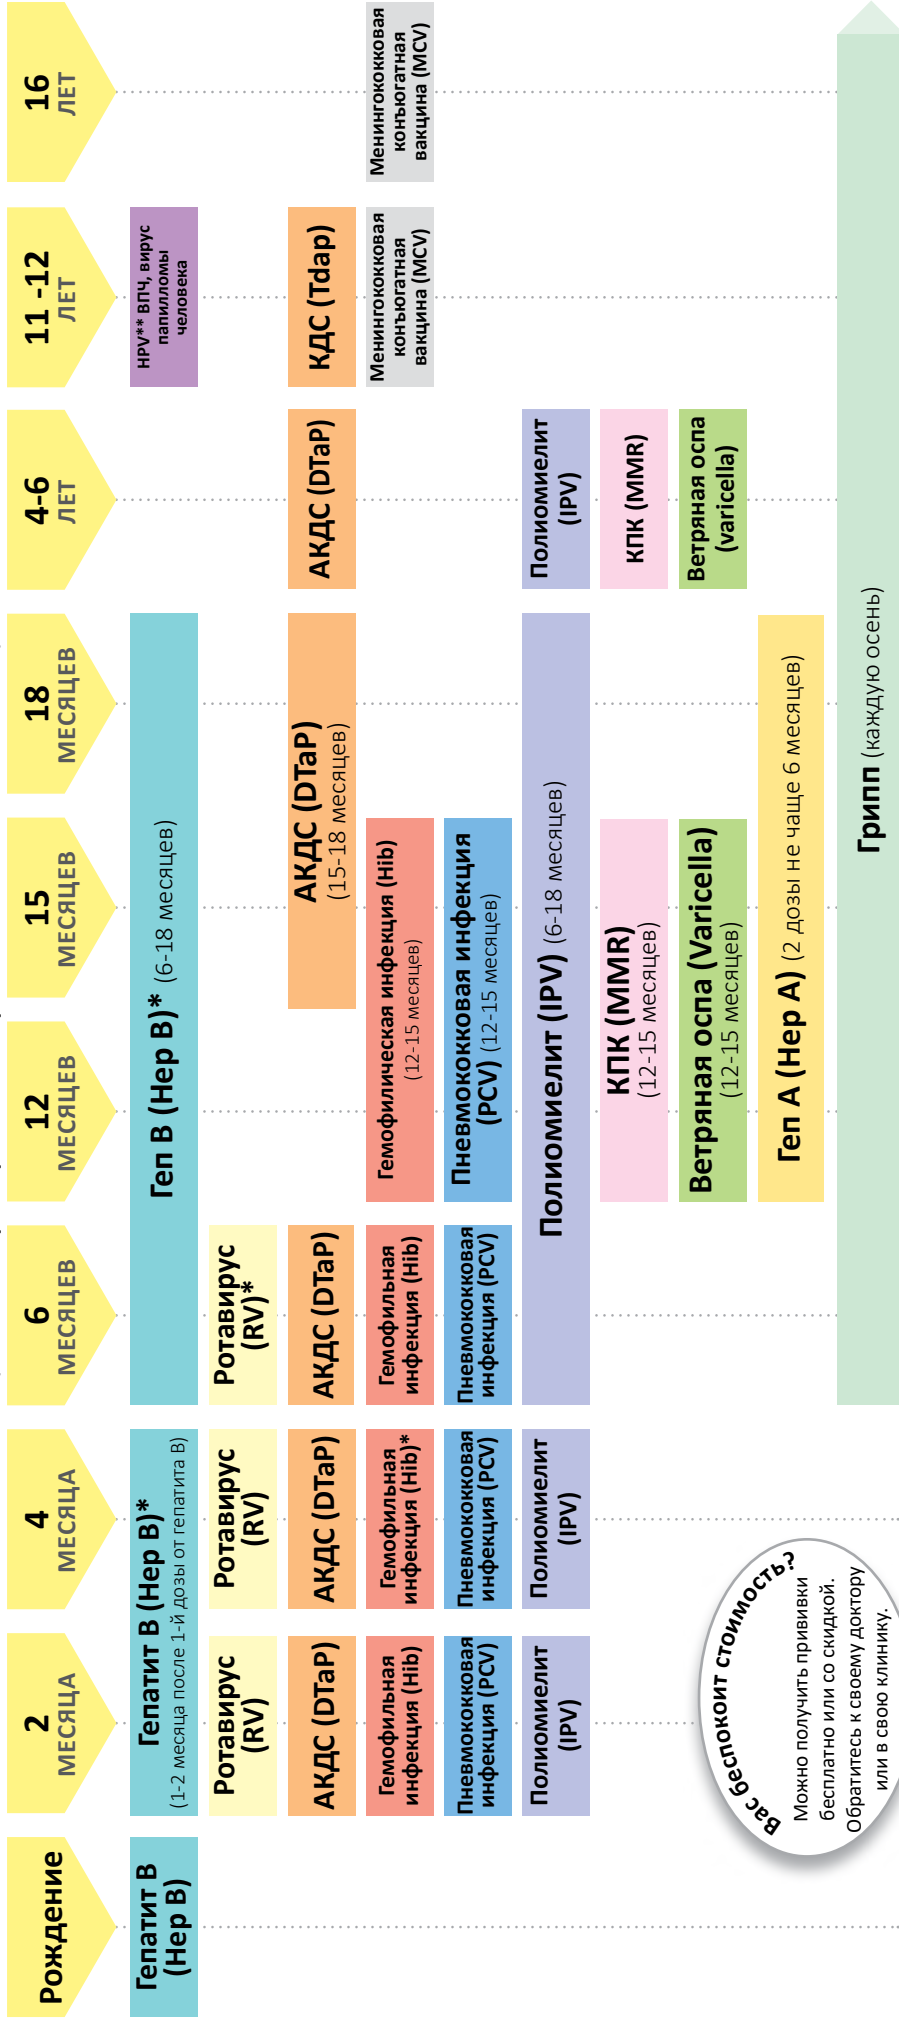 Рождение
2
МЕСЯЦА
4
МЕСЯЦА
6
МЕСЯЦЕВ
12
МЕСЯЦЕВ
15
МЕСЯЦЕВ
18
МЕСЯЦЕВ
4-6
ЛЕТ
11 -12
ЛЕТ
16
ЛЕТ
Гепатит В
(Hep B)
Гепатит В (Hep B)*
(1-2 месяца после 1-й дозы от гепатита В)
Геп В (Hep B)* (6-18 месяцев)
HPV** ВПЧ, вирус
папилломы
человека
Ротавирус
(RV)
Ротавирус
(RV)
Ротавирус
(RV)*
АКДС (DTaP)
АКДС (DTaP)
АКДС (DTaP)
АКДС (DTaP)
(15-18 месяцев)
АКДС (DTaP)
КДС (Tdap)
Гемофильная
инфекция (Hib)
Гемофильная
инфекция (Hib)*
Гемофильная
инфекция (Hib)
Гемофилическая инфекция (Hib)
(12-15 месяцев)
Менингококковая
конъюгатная
вакцина (MCV)
Менингококковая
конъюгатная
вакцина (MCV)
Пневмококковая
инфекция (PCV)
Пневмококковая
инфекция (PCV)
Пневмококковая
инфекция (PCV)
Пневмококковая инфекция
(PCV) (12-15 месяцев)
Полиомиелит
(IPV)
Полиомиелит
(IPV)
Полиомиелит (IPV) (6-18 месяцев)
Полиомиелит
(IPV)
КПК (MMR)
(12-15 месяцев)
КПК (MMR)
Ветряная оспа (Varicella)
(12-15 месяцев)
Ветряная оспа
(varicella)
Геп А (Hep A) (2 дозы не чаще 6 месяцев)
Грипп (каждую осень)
Вас беспокоит стоимость?
Можно получить прививки
бесплатно или со скидкой.
Обратитесь к своему доктору
или в свою клинику.